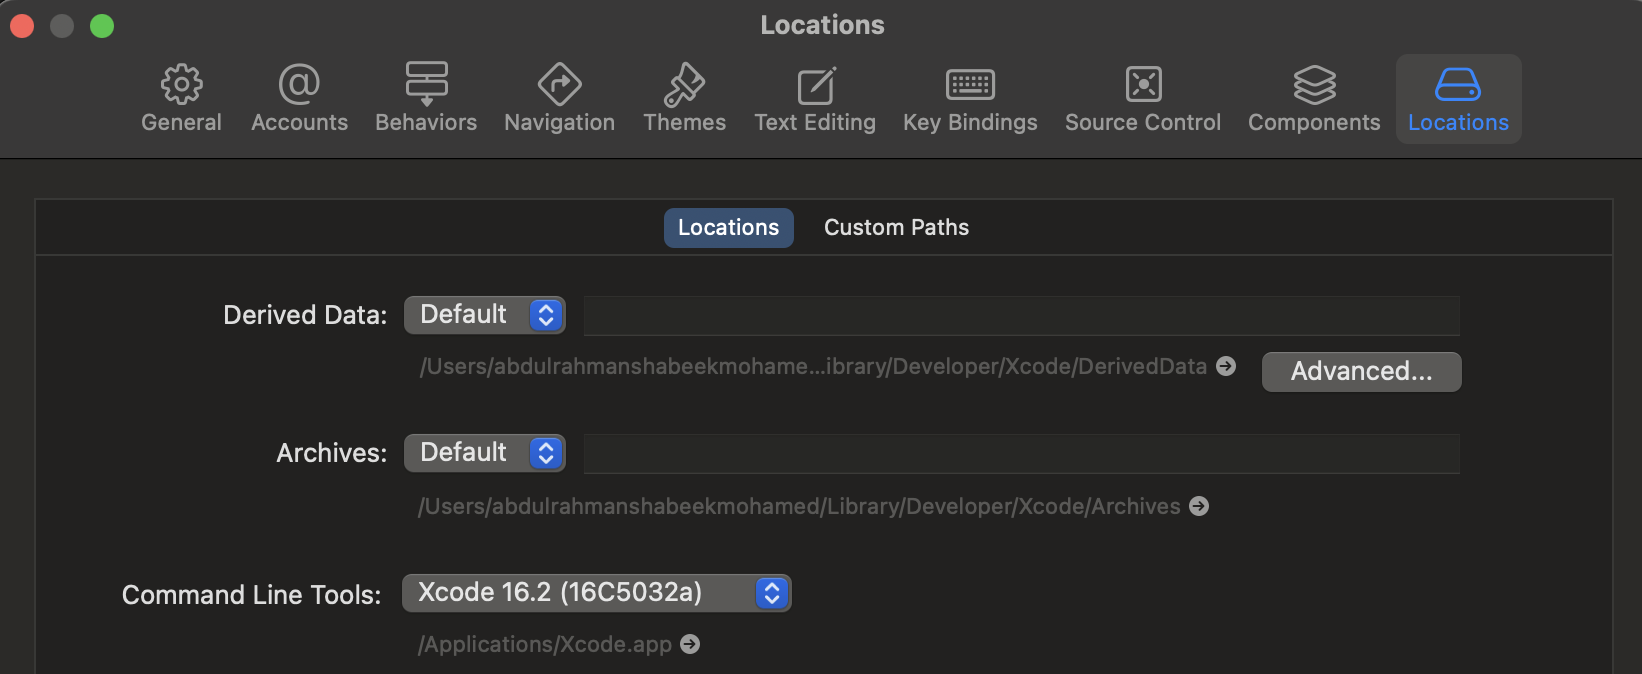 Locations
General Accounts Behaviors Navigation Themes Text Editing Key Bindings Source Control Components Locations
Locations Custom Paths
Derived Data: Default
/Users/abdulrahmanshabeekmohame...ibrary/Developer/Xcode/DerivedData Advanced...
Archives: Default
/Users/abdulrahmanshabeekmohamed/Library/Developer/Xcode/Archives
Command Line Tools: Xcode 16.2 (16C5032a)
/Applications/Xcode.app